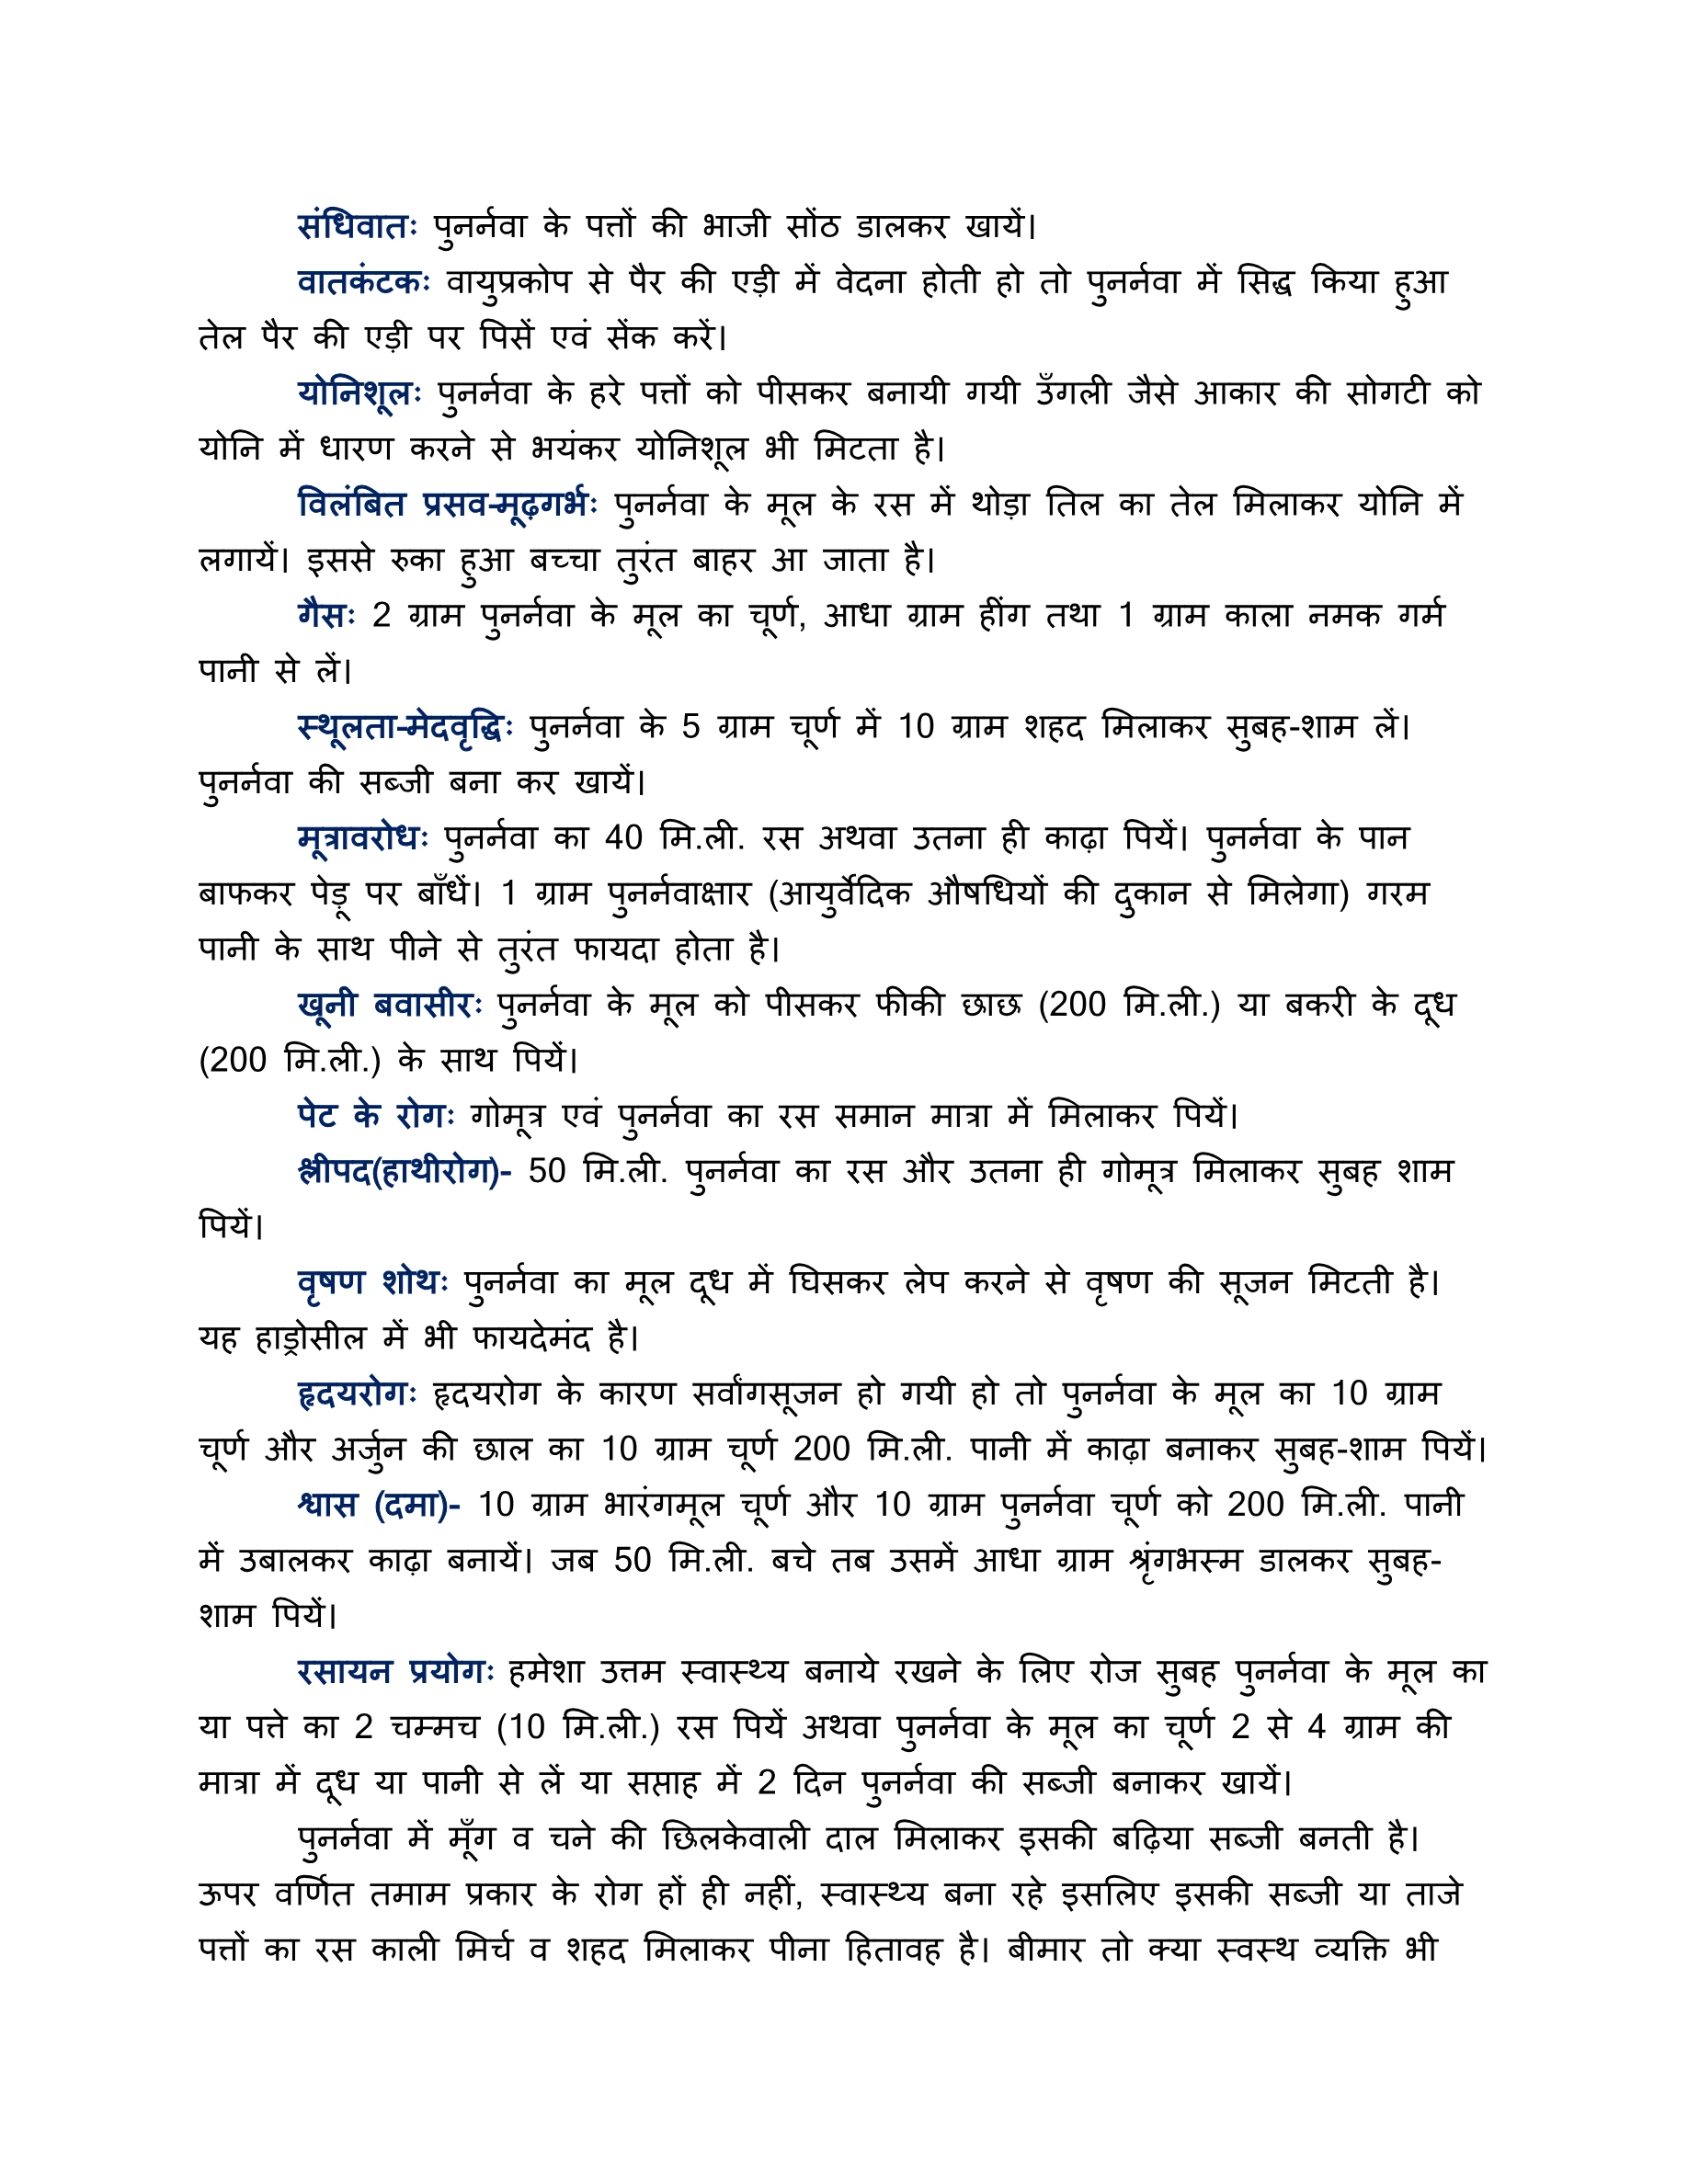 संधिवातः पुनर्नवा के पत्तों की भाजी सोंठ डालकर खायें।
वातकंटकः वायुप्रकोप से पैर की एड़ी में वेदना होती हो तो पुनर्नवा में सिद्ध किया हुआ
तेल पैर की एड़ी पर पिसें एवं सेंक करें।
योनिशूलः पुनर्नवा के हरे पत्तों को पीसकर बनायी गयी उँगली जैसे आकार की सोगटी को
योनि में धारण करने से भयंकर योनिशूल भी मिटता है।
विलंबित प्रसव-मूढ़गर्भः पुनर्नवा के मूल के रस में थोड़ा तिल का तेल मिलाकर योनि में
लगायें। इससे रुका हुआ बच्चा तुरंत बाहर आ जाता है।
गैसः 2 ग्राम पुनर्नवा के मूल का चूर्ण, आधा ग्राम हींग तथा 1 ग्राम काला नमक गर्म
पानी से लें।
स्थूलता-मेदवृद्धिः पुनर्नवा के 5 ग्राम चूर्ण में 10 ग्राम शहद मिलाकर सुबह-शाम लें।
पुनर्नवा की सब्जी बना कर खायें।
मूत्रावरोधः पुनर्नवा का 40 मि.ली. रस अथवा उतना ही काढ़ा पियें। पुनर्नवा के पान
बाफकर पेड़ू पर बाँधें। 1 ग्राम पुनर्नवाक्षार (आयुर्वेदिक औषधियों की दुकान से मिलेगा) गरम
पानी के साथ पीने से तुरंत फायदा होता है।
खूनी बवासीरः पुनर्नवा के मूल को पीसकर फीकी छाछ (200 मि.ली.) या बकरी के दूध
(200 मि.ली.) के साथ पियें।
पेट के रोगः गोमूत्र एवं पुनर्नवा का रस समान मात्रा में मिलाकर पियें।
श्लीपद(हाथीरोग)- 50 मि.ली. पुनर्नवा का रस और उतना ही गोमूत्र मिलाकर सुबह शाम
पियें।
वृषण शोथः पुनर्नवा का मूल दूध में घिसकर लेप करने से वृषण की सूजन मिटती है।
यह हाड्रोसील में भी फायदेमंद है।
हृदयरोगः हृदयरोग के कारण सर्वांगसूजन हो गयी हो तो पुनर्नवा के मूल का 10 ग्राम
चूर्ण और अर्जुन की छाल का 10 ग्राम चूर्ण 200 मि.ली. पानी में काढ़ा बनाकर सुबह-शाम पियें।
श्वास (दमा)- 10 ग्राम भारंगमूल चूर्ण और 10 ग्राम पुनर्नवा चूर्ण को 200 मि.ली. पानी
में उबालकर काढ़ा बनायें। जब 50 मि.ली. बचे तब उसमें आधा ग्राम श्रृंगभस्म डालकर सुबह-
शाम पियें।
रसायन प्रयोगः हमेशा उत्तम स्वास्थ्य बनाये रखने के लिए रोज सुबह पुनर्नवा के मूल का
या पत्ते का 2 चम्मच (10 मि.ली.) रस पियें अथवा पुनर्नवा के मूल का चूर्ण 2 से 4 ग्राम की
मात्रा में दूध या पानी से लें या सप्ताह में 2 दिन पुनर्नवा की सब्जी बनाकर खायें।
पुनर्नवा में मूँग व चने की छिलकेवाली दाल मिलाकर इसकी बढ़िया सब्जी बनती है।
ऊपर वर्णित तमाम प्रकार के रोग हों ही नहीं, स्वास्थ्य बना रहे इसलिए इसकी सब्जी या ताजे
पत्तों का रस काली मिर्च व शहद मिलाकर पीना हितावह है। बीमार तो क्या स्वस्थ व्यक्ति भी